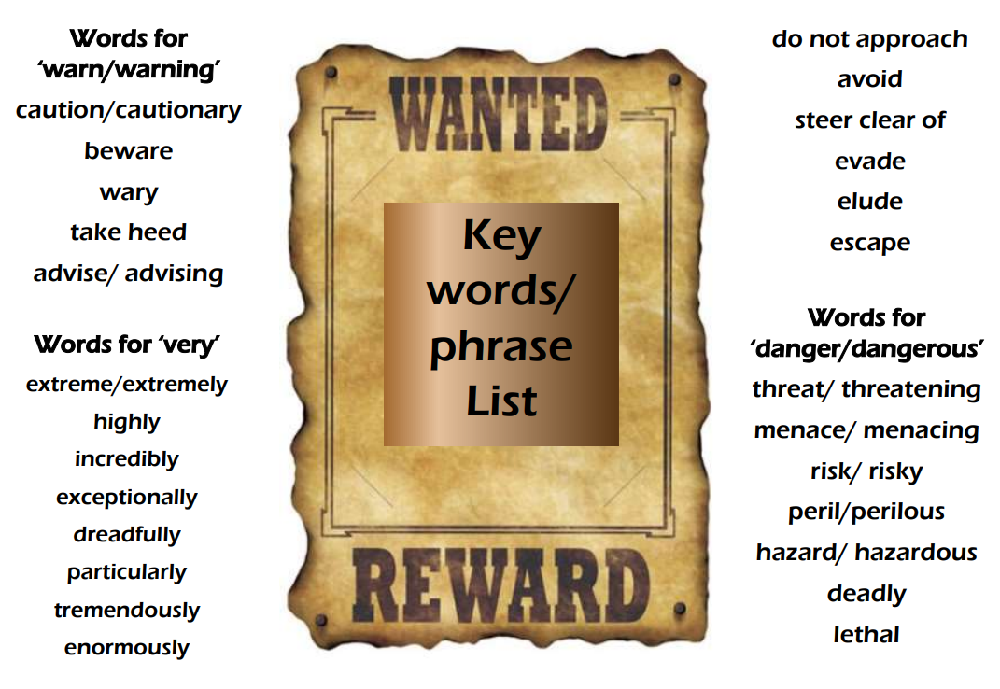 Words for
‘warn/warning’
caution/cautionary
beware
wary
take heed
advise/ advising
Words for ‘very’
extreme/extremely
highly
incredibly
exceptionally
dreadfully
particularly
tremendously
enormously
WANTED
Key
words/
phrase
List
REWARD
do not approach
avoid
steer clear of
evade
elude
escape
Words for
‘danger/dangerous’
threat/ threatening
menace/ menacing
risk/ risky
peril/perilous
hazard/ hazardous
deadly
lethal